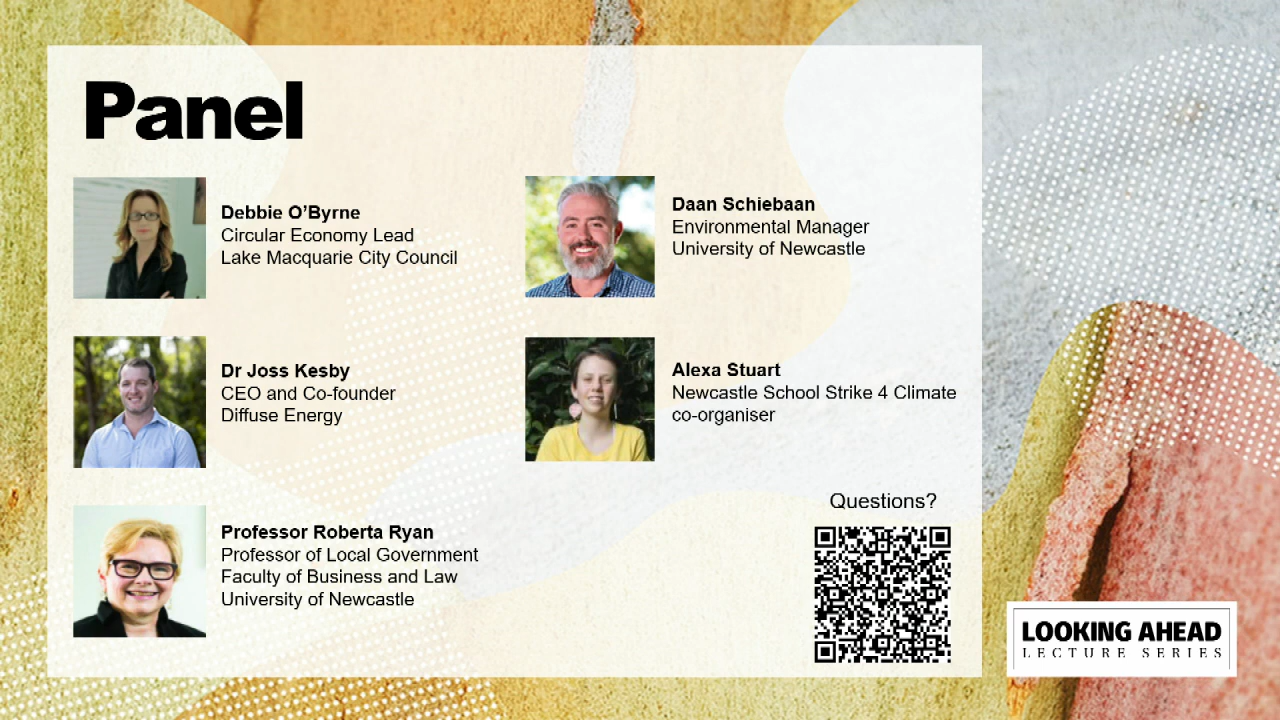 Panel
Debbie O’Byrne
Circular Economy Lead
Lake Macquarie City Council
Daan Schiebaan
Environmental Manager
University of Newcastle
Dr Joss Kesby
CEO and Co-founder
Diffuse Energy
Alexa Stuart
Newcastle School Strike 4 Climate
co-organiser
Professor Roberta Ryan
Professor of Local Government
Faculty of Business and Law
University of Newcastle
Questions?
LOOKING AHEAD
LECTURE SERIES